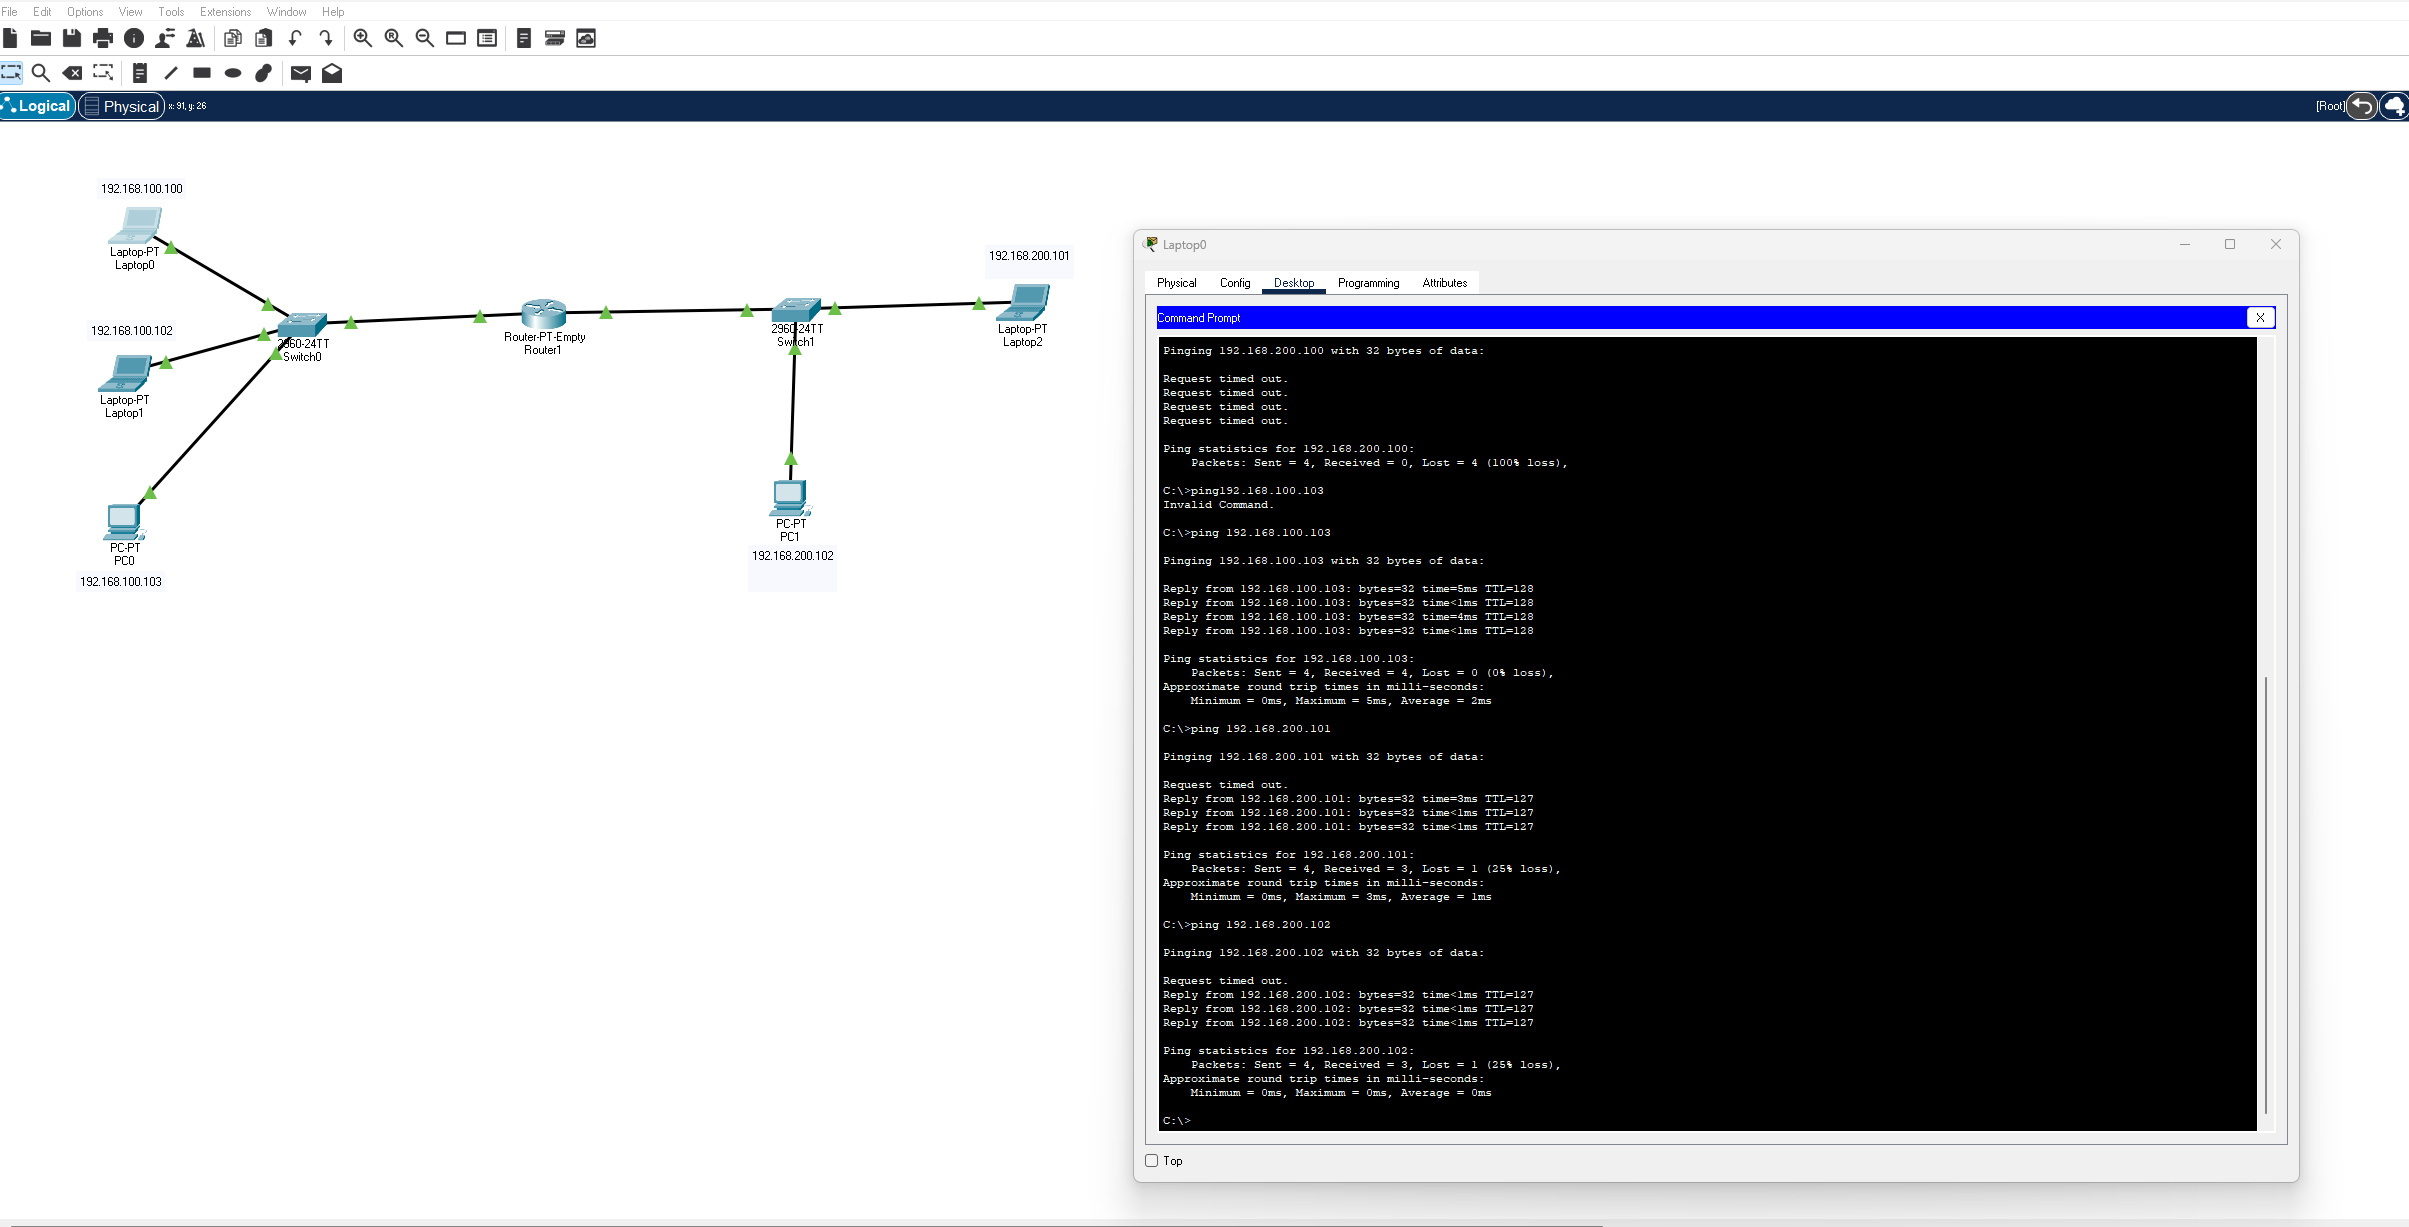 File Edit Options View Tools Extensions Window Help
Logical Physical x: 91, y: 26
[Root]
192.168.100.100
Laptop-PT
Laptop0
192.168.100.102
Laptop-PT
Laptop1
PC-PT
PC0
192.168.100.103
2960-24TT
Switch0
Router-PT-Empty
Router1
2960-24TT
Switch1
192.168.200.101
Laptop-PT
Laptop2
PC-PT
PC1
192.168.200.102
Laptop0
Physical Config Desktop Programming Attributes
Command Prompt
X
Pinging 192.168.200.100 with 32 bytes of data:
Request timed out.
Request timed out.
Request timed out.
Request timed out.
Ping statistics for 192.168.200.100:
Packets: Sent = 4, Received = 0, Lost = 4 (100% loss),
C:\>ping192.168.100.103
Invalid Command.
C:\>ping 192.168.100.103
Pinging 192.168.100.103 with 32 bytes of data:
Reply from 192.168.100.103: bytes=32 time=5ms TTL=128
Reply from 192.168.100.103: bytes=32 time<1ms TTL=128
Reply from 192.168.100.103: bytes=32 time=4ms TTL=128
Reply from 192.168.100.103: bytes=32 time<1ms TTL=128
Ping statistics for 192.168.100.103:
Packets: Sent = 4, Received = 4, Lost = 0 (0% loss),
Approximate round trip times in milli-seconds:
Minimum = 0ms, Maximum = 5ms, Average = 2ms
C:\>ping 192.168.200.101
Pinging 192.168.200.101 with 32 bytes of data:
Request timed out.
Reply from 192.168.200.101: bytes=32 time=3ms TTL=127
Reply from 192.168.200.101: bytes=32 time<1ms TTL=127
Reply from 192.168.200.101: bytes=32 time<1ms TTL=127
Ping statistics for 192.168.200.101:
Packets: Sent = 4, Received = 3, Lost = 1 (25% loss),
Approximate round trip times in milli-seconds:
Minimum = 0ms, Maximum = 3ms, Average = 1ms
C:\>ping 192.168.200.102
Pinging 192.168.200.102 with 32 bytes of data:
Request timed out.
Reply from 192.168.200.102: bytes=32 time<1ms TTL=127
Reply from 192.168.200.102: bytes=32 time<1ms TTL=127
Reply from 192.168.200.102: bytes=32 time<1ms TTL=127
Ping statistics for 192.168.200.102:
Packets: Sent = 4, Received = 3, Lost = 1 (25% loss),
Approximate round trip times in milli-seconds:
Minimum = 0ms, Maximum = 0ms, Average = 0ms
C:\>
Top